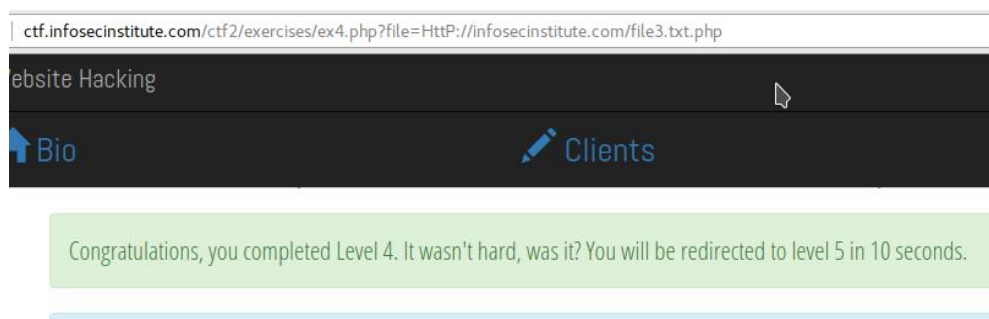 ctf.infosecinstitute.com/ctf2/exercises/ex4.php?file=HttP://infosecinstitute.com/file3.txt.php
ebsite Hacking
Bio
Clients
Congratulations, you completed Level 4. It wasn't hard, was it? You will be redirected to level 5 in 10 seconds.